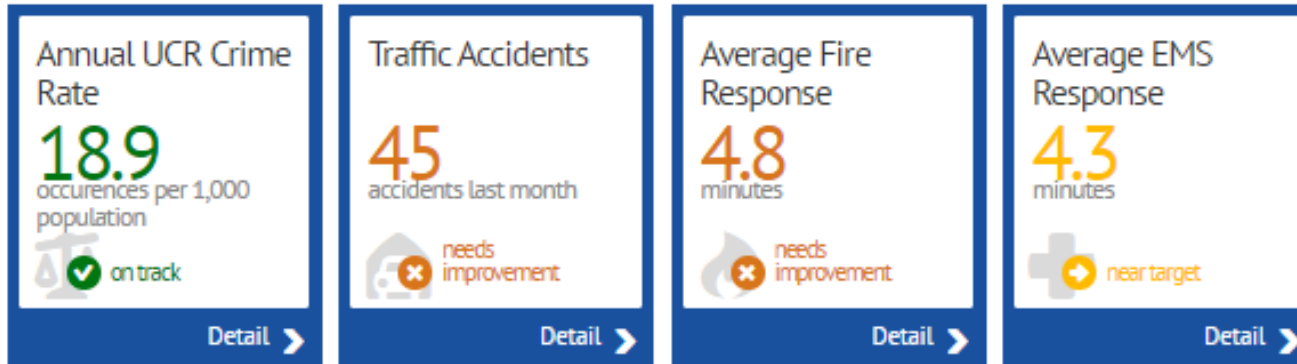 Annual UCR Crime
Rate
18.9
occurences per 1,000
population
on track
Detail
Traffic Accidents
45
accidents last month
needs
improvement
Detail
Average Fire
Response
4.8
minutes
needs
improvement
Detail
Average EMS
Response
4.3
minutes
near target
Detail